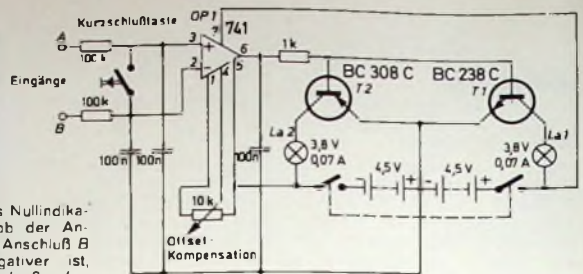 Kurzschlußtaste
OP1
741
7
A
100 k
3
+
6
1k
2
-
1
4
5
Eingänge
BC 308 C
T2
BC 238 C
T1
B
100k
La 2
La 1
3,8 V
0,07 A
3,8 V
0,07 A
100n
100n
100n
4,5 V
4,5 V
- + - +
10k
Offset-
Kompensation
s Nullindika-
ob der An-
Anschluß B
gativer ist,